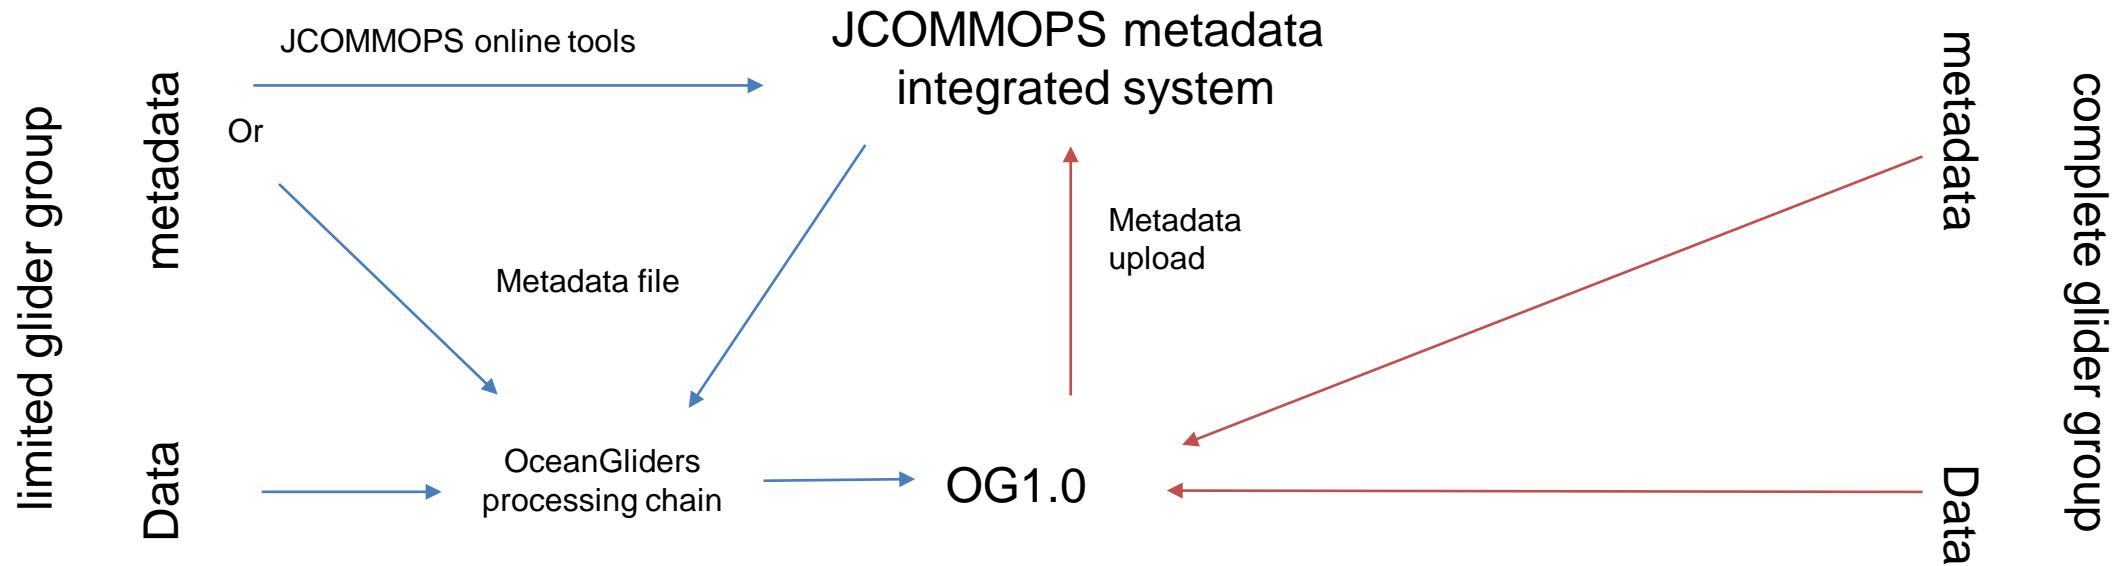 limited glider group
metadata
Data
JCOMMOPS online tools
Or
Metadata file
OceanGliders
processing chain
JCOMMOPS metadata
integrated system
Metadata
upload
OG1.0
metadata
Data
complete glider group